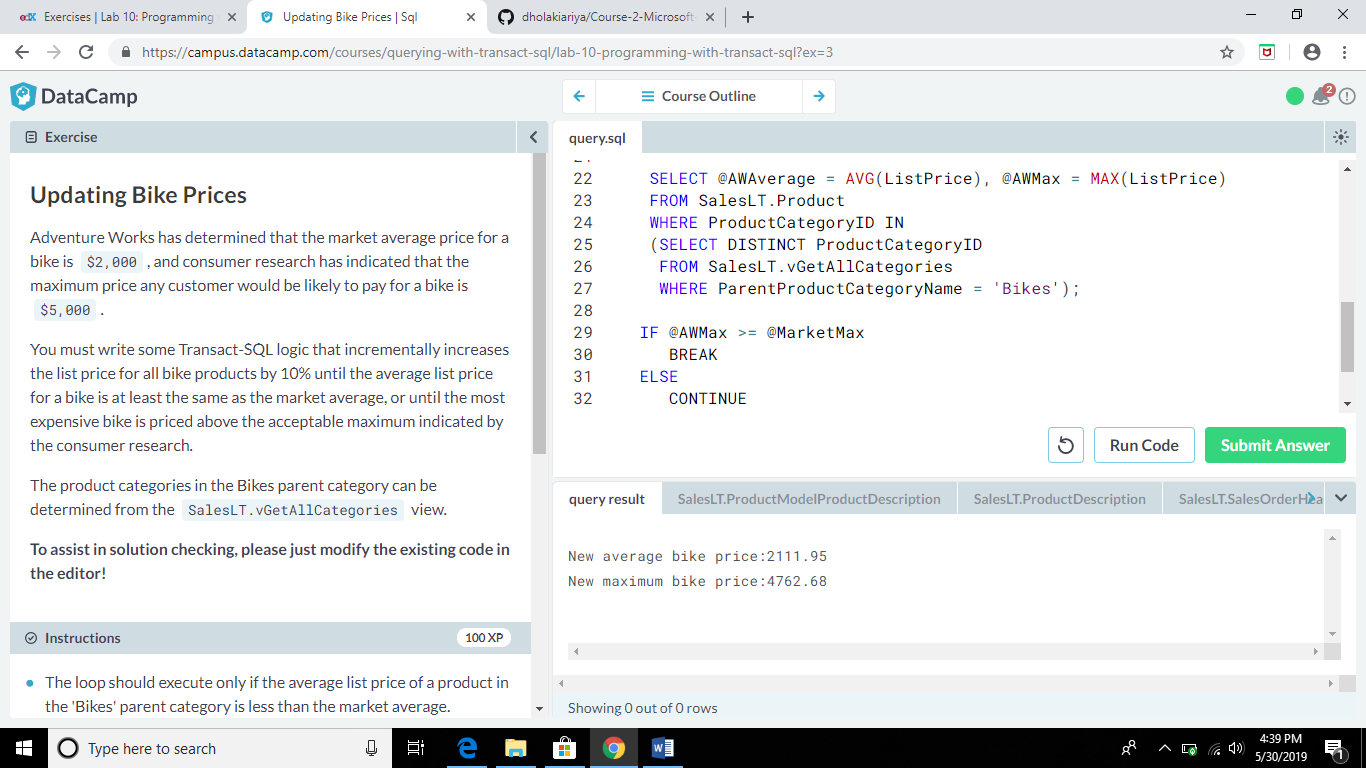 edX Exercises | Lab 10: Programming
Updating Bike Prices | Sql
dholakiariya/Course-2-Microsoft-
https://campus.datacamp.com/courses/querying-with-transact-sql/lab-10-programming-with-transact-sql?ex=3
DataCamp
Course Outline
2
Exercise
Updating Bike Prices
Adventure Works has determined that the market average price for a
bike is $2,000 , and consumer research has indicated that the
maximum price any customer would be likely to pay for a bike is
$5,000 .
You must write some Transact-SQL logic that incrementally increases
the list price for all bike products by 10% until the average list price
for a bike is at least the same as the market average, or until the most
expensive bike is priced above the acceptable maximum indicated by
the consumer research.
The product categories in the Bikes parent category can be
determined from the SalesLT.vGetAllCategories view.
To assist in solution checking, please just modify the existing code in
the editor!
Instructions
100 XP
The loop should execute only if the average list price of a product in
the 'Bikes' parent category is less than the market average.
query.sql
22 SELECT @AWAverage = AVG(ListPrice), @AWMax = MAX(ListPrice)
23 FROM SalesLT.Product
24 WHERE ProductCategoryID IN
25 (SELECT DISTINCT ProductCategoryID
26 FROM SalesLT.vGetAllCategories
27 WHERE ParentProductCategoryName = 'Bikes');
28
29 IF @AWMax >= @MarketMax
30 BREAK
31 ELSE
32 CONTINUE
Run Code
Submit Answer
query result
SalesLT.ProductModelProductDescription
SalesLT.ProductDescription
SalesLT.SalesOrderHea
New average bike price:2111.95
New maximum bike price:4762.68
Showing 0 out of 0 rows
Type here to search
4:39 PM
5/30/2019
1